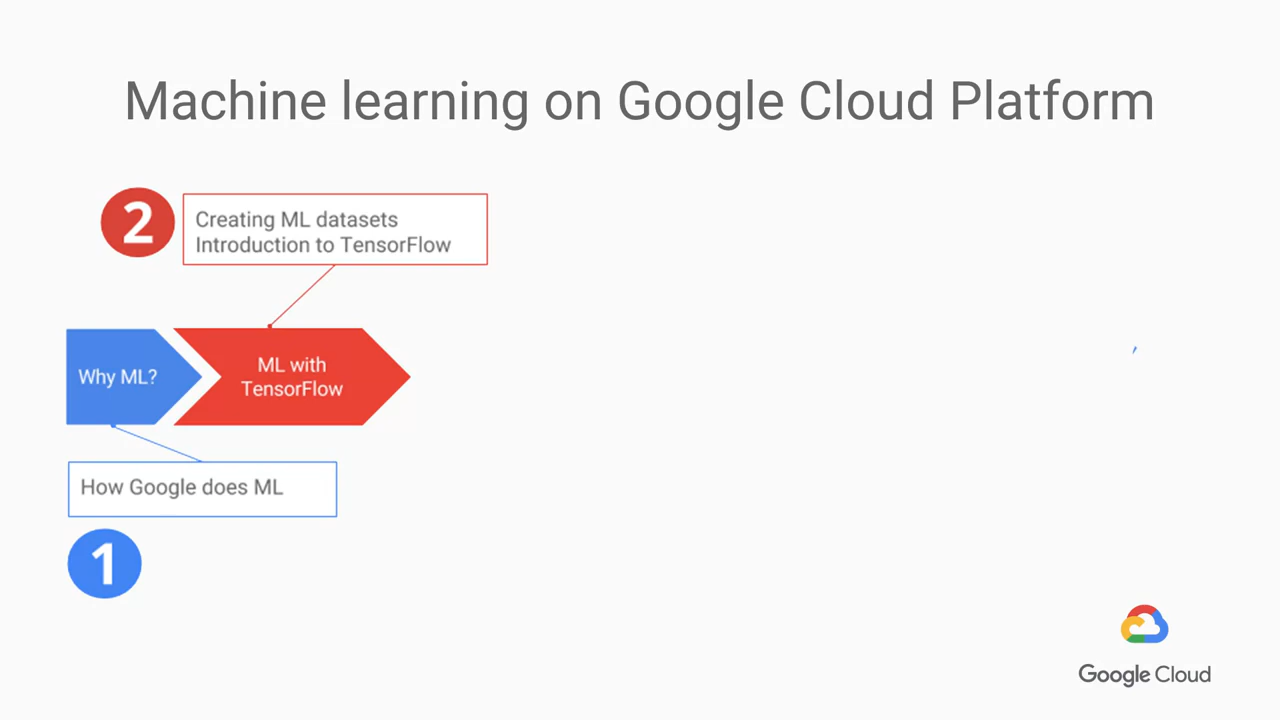 Machine learning on Google Cloud Platform
2
Creating ML datasets
Introduction to TensorFlow
Why ML?
ML with
TensorFlow
How Google does ML
1
Google Cloud